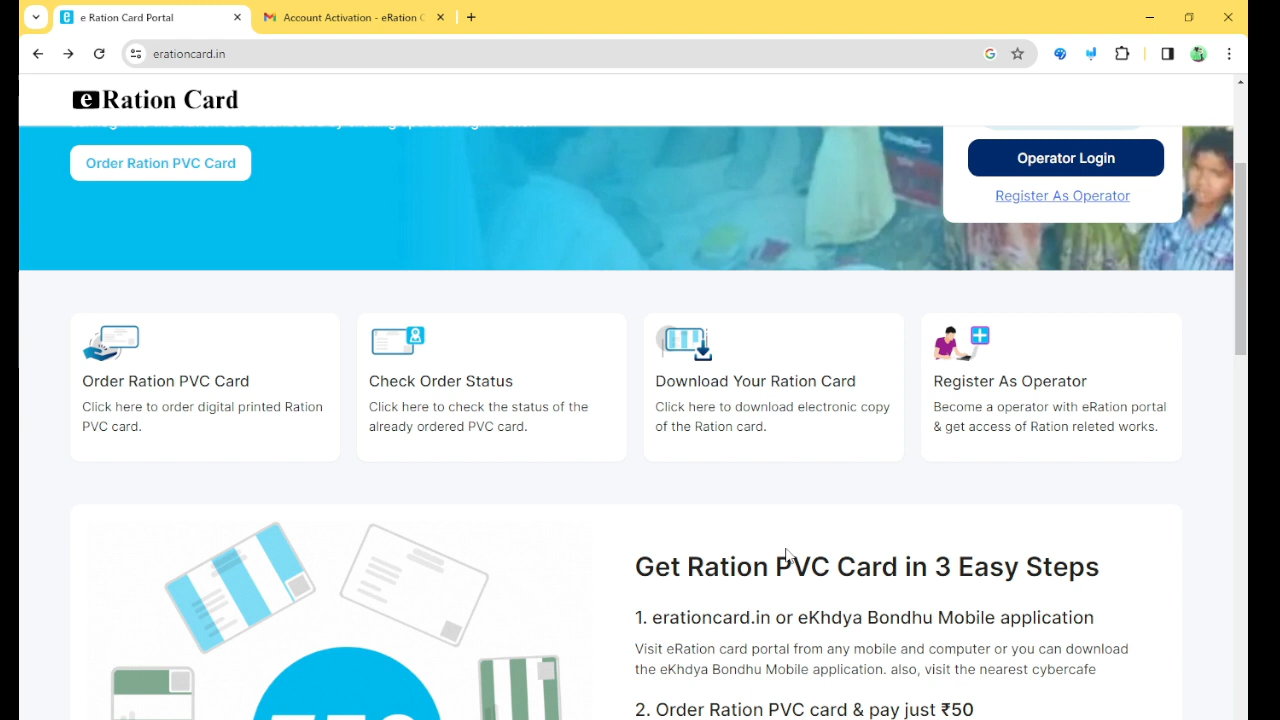 e Ration Card Portal
Account Activation - eRation C
erationcard.in
e Ration Card
Order Ration PVC Card
Operator Login
Register As Operator
Order Ration PVC Card
Click here to order digital printed Ration
PVC card.
Check Order Status
Click here to check the status of the
already ordered PVC card.
Download Your Ration Card
Click here to download electronic copy
of the Ration card.
Register As Operator
Become a operator with eRation portal
& get access of Ration releted works.
Get Ration PVC Card in 3 Easy Steps
1. erationcard.in or eKhdya Bondhu Mobile application
Visit eRation card portal from any mobile and computer or you can download
the eKhdya Bondhu Mobile application. also, visit the nearest cybercafe
2. Order Ration PVC card & pay just ₹50